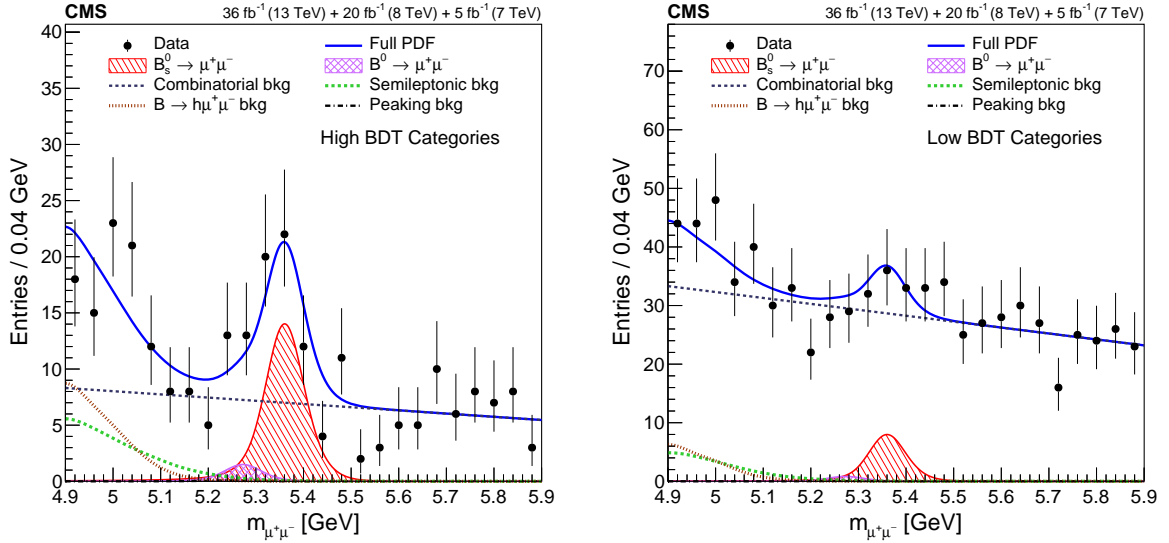 CMS 36 fb⁻¹ (13 TeV) + 20 fb⁻¹ (8 TeV) + 5 fb⁻¹ (7 TeV)
Data Full PDF
B⁰ₛ → μ⁺μ⁻ B⁰ → μ⁺μ⁻
Combinatorial bkg Semileptonic bkg
B → hμ⁺μ⁻ bkg Peaking bkg
High BDT Categories
Entries / 0.04 GeV
40
35
30
25
20
15
10
5
0
4.9 5 5.1 5.2 5.3 5.4 5.5 5.6 5.7 5.8 5.9
m_μ⁺μ⁻ [GeV]
CMS 36 fb⁻¹ (13 TeV) + 20 fb⁻¹ (8 TeV) + 5 fb⁻¹ (7 TeV)
Data Full PDF
B⁰ₛ → μ⁺μ⁻ B⁰ → μ⁺μ⁻
Combinatorial bkg Semileptonic bkg
B → hμ⁺μ⁻ bkg Peaking bkg
Low BDT Categories
Entries / 0.04 GeV
70
60
50
40
30
20
10
0
4.9 5 5.1 5.2 5.3 5.4 5.5 5.6 5.7 5.8 5.9
m_μ⁺μ⁻ [GeV]